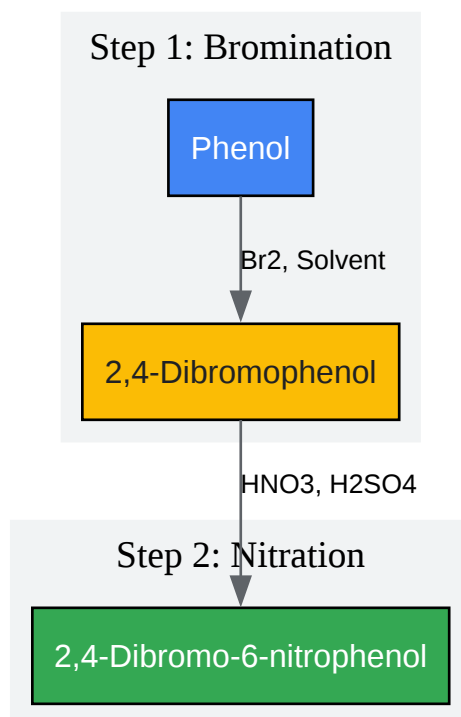 Step 1: Bromination
Phenol
Br2, Solvent
2,4-Dibromophenol
HNO3, H2SO4
Step 2: Nitration
2,4-Dibromo-6-nitrophenol